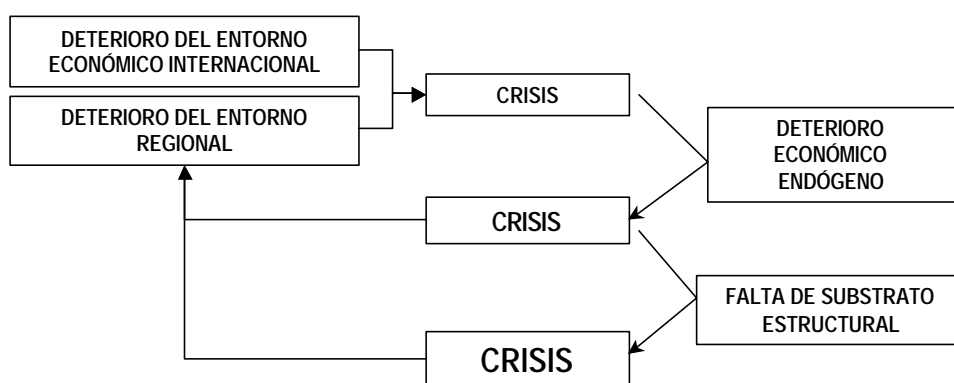 DETERIORO DEL ENTORNO
ECONÓMICO INTERNACIONAL
DETERIORO DEL ENTORNO
REGIONAL
CRISIS
DETERIORO
ECONÓMICO
ENDÓGENO
CRISIS
FALTA DE SUBSTRATO
ESTRUCTURAL
CRISIS